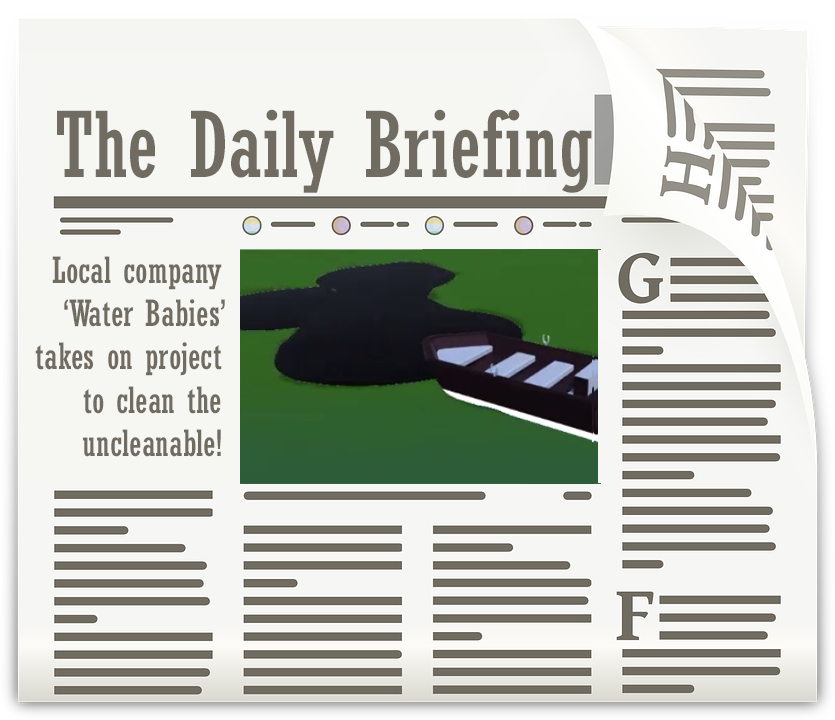 The Daily Briefing
Local company
‘Water Babies’
takes on project
to clean the
uncleanable!
H
G
F